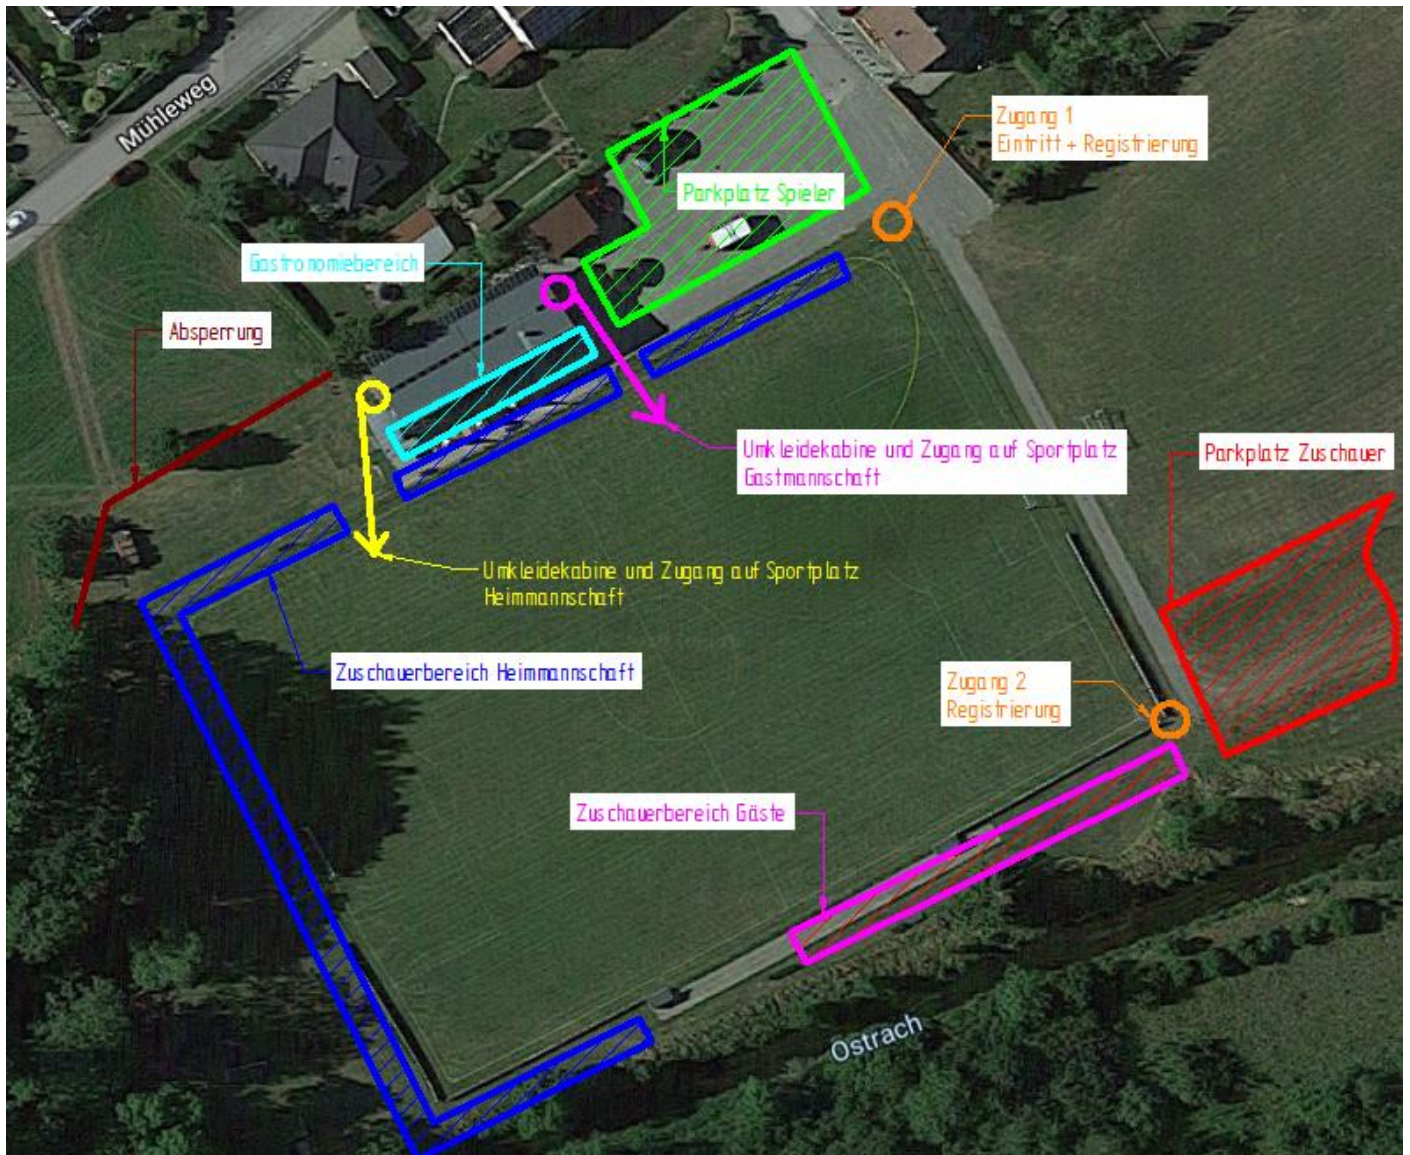 Mühleweg
Zugang 1
Eintritt + Registrierung
Parkplatz Spieler
Gastronomiebereich
Absperrung
Umkleidekabine und Zugang auf Sportplatz
Gastmannschaft
Parkplatz Zuschauer
Umkleidekabine und Zugang auf Sportplatz
Heimmannschaft
Zuschauerbereich Heimmannschaft
Zugang 2
Registrierung
Zuschauerbereich Gäste
Ostrach